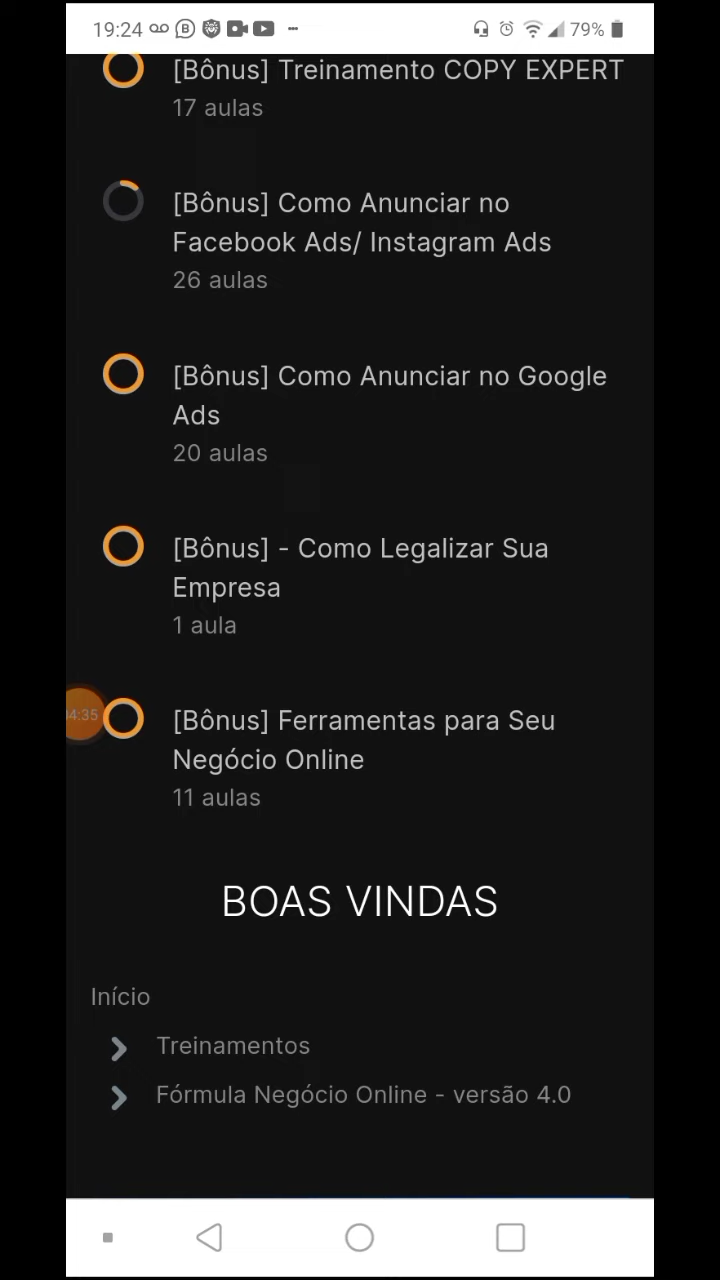 19:24
79%
[Bônus] Treinamento COPY EXPERT
17 aulas
[Bônus] Como Anunciar no
Facebook Ads/ Instagram Ads
26 aulas
[Bônus] Como Anunciar no Google
Ads
20 aulas
[Bônus] - Como Legalizar Sua
Empresa
1 aula
4:35
[Bônus] Ferramentas para Seu
Negócio Online
11 aulas
BOAS VINDAS
Início
Treinamentos
Fórmula Negócio Online - versão 4.0